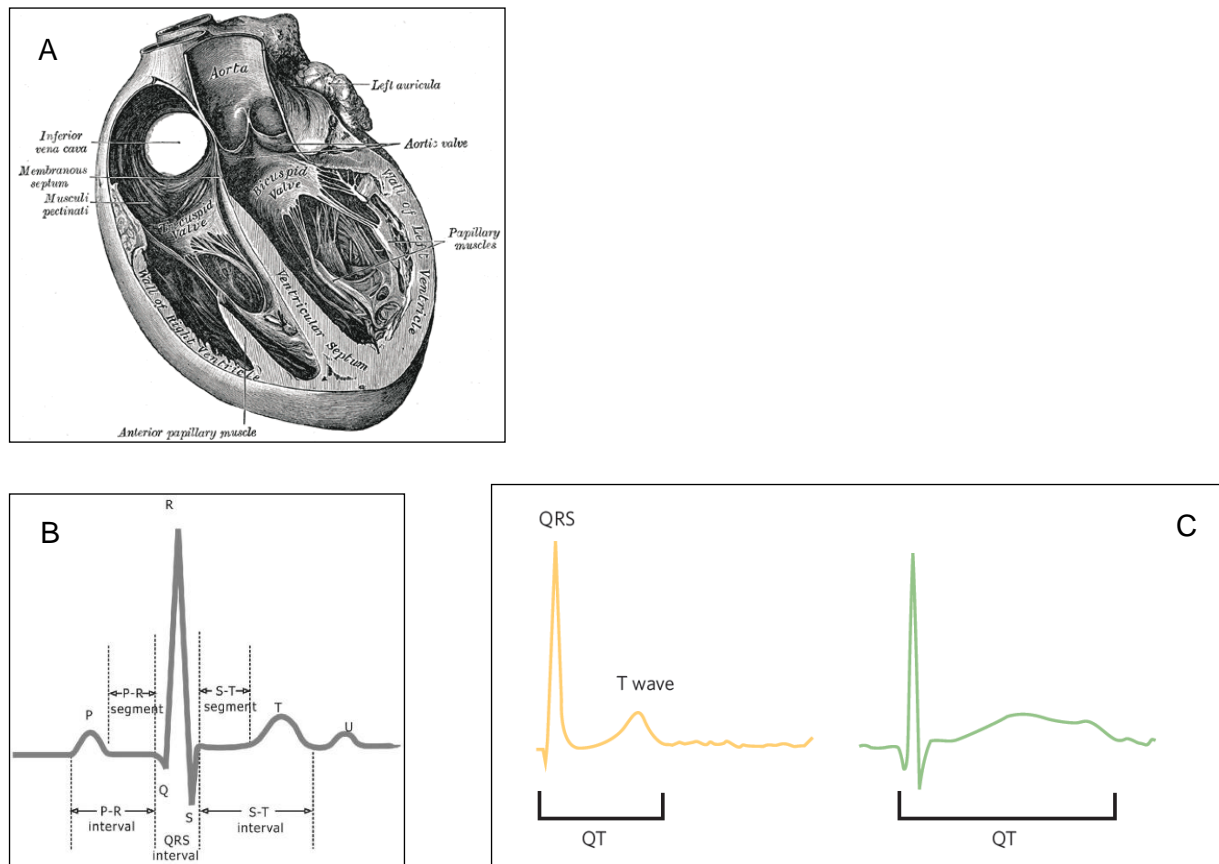 A
Aorta
Left auricula
Inferior
vena cava
Aortic valve
Membranous
septum
Musculi
pectinati
Bicuspid
Valve
Tricuspid
valve
Wall of Left Ventricle
Papillary
muscles
Ventricular Septum
Wall of Right Ventricle
Anterior papillary muscle
B
R
P-R
segment
S-T
segment
P
T
U
Q
S
P-R
interval
QRS
interval
S-T
interval
C
QRS
T wave
QT
QT